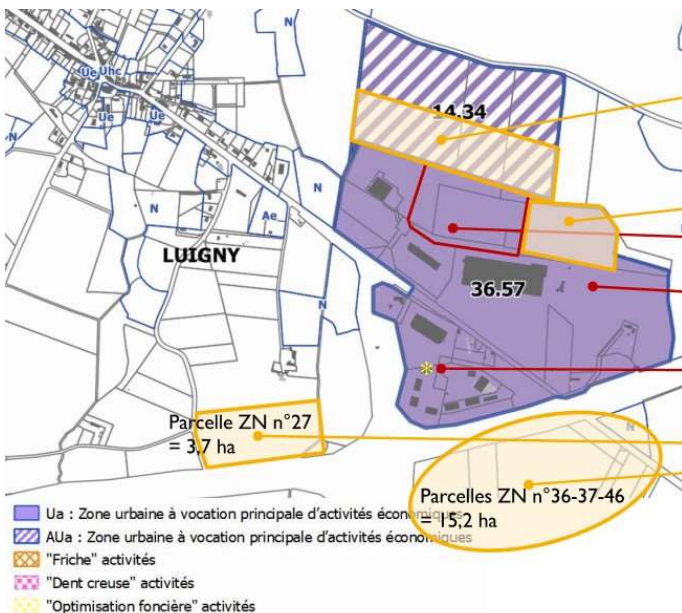 N
Ue
Uhc
14.34
Ue
Ue
N
N
N
Ae
LUIGNY
36.57
N
Parcelle ZN n°27
= 3,7 ha
N
Parcelles ZN n°36-37-46
= 15,2 ha
Ua : Zone urbaine à vocation principale d'activités économiques
AUa : Zone urbaine à vocation principale d'activités économiques
"Friche" activités
"Dent creuse" activités
"Optimisation foncière" activités